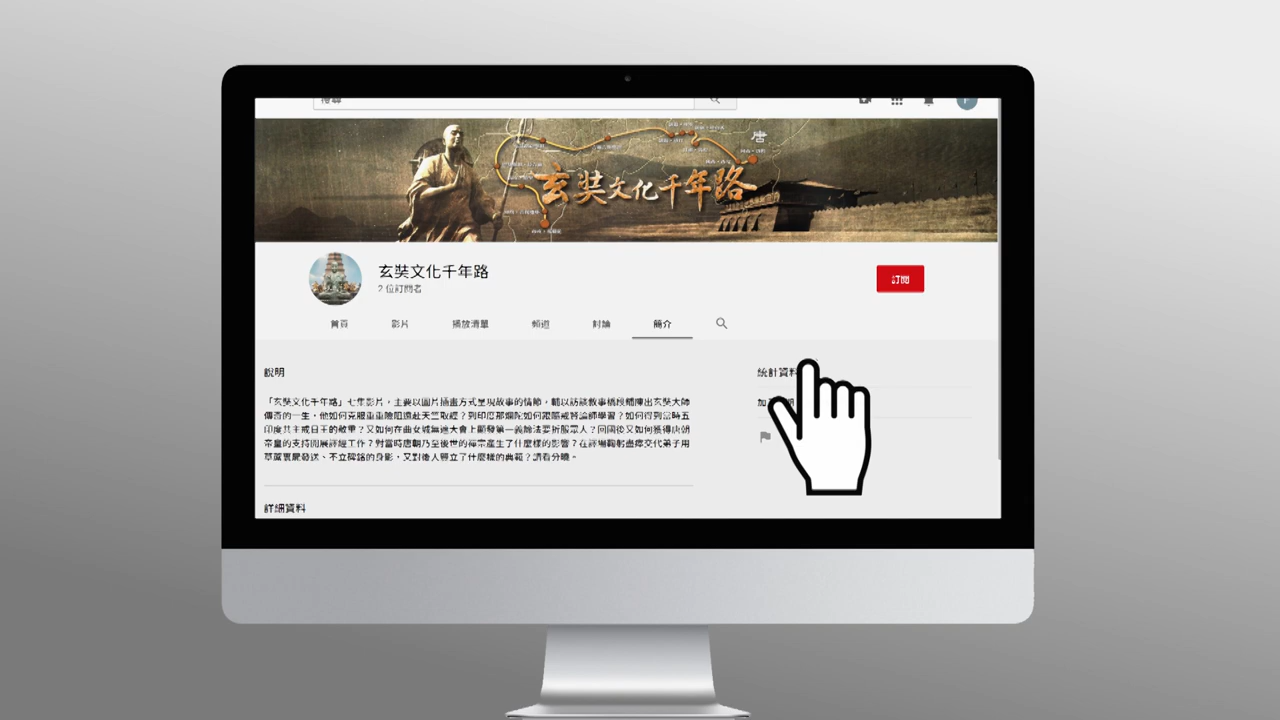 搜尋
唐
玄奘文化千年路
玄奘文化千年路
2 位訂閱者
訂閱
首頁
影片
播放清單
頻道
討論
簡介
說明
統計資料
「玄奘文化千年路」七集影片，主要以圖片插畫方式呈現故事的情節，輔以訪談敘事橋段鋪陳出玄奘大師
傳奇的一生，他如何克服重重險阻遠赴天竺取經？到印度那爛陀如何跟隨戒賢論師學習？如何得到當時五
印度共主戒日王的敬重？又如何在曲女城無遮大會上顯發第一義諦法要折服眾人？回國後又如何獲得唐朝
帝皇的支持開展譯經工作？對當時唐朝乃至後世的禪宗產生了什麼樣的影響？在譯場鞠躬盡瘁交代弟子用
草蓆裹屍發送、不立碑銘的身影，又對後人豎立了什麼樣的典範？請看分曉。
詳細資料